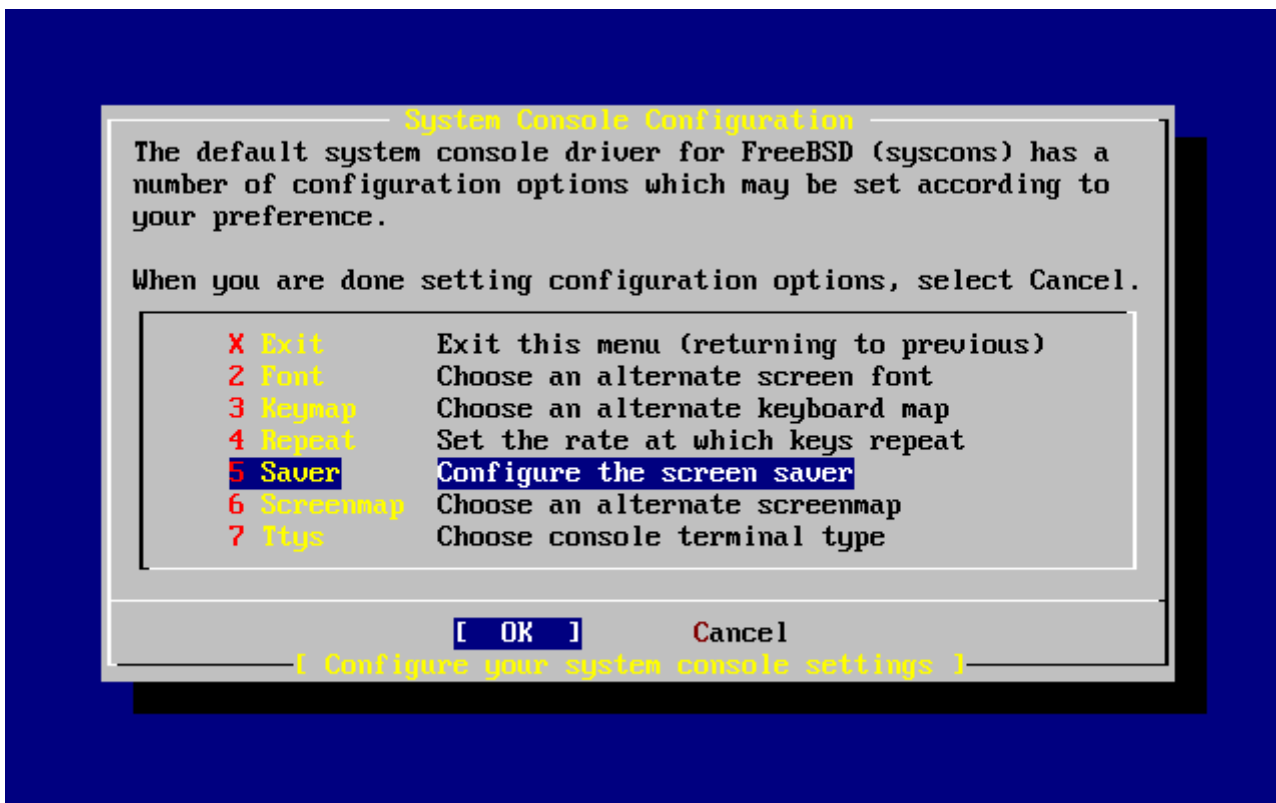 System Console Configuration
The default system console driver for FreeBSD (syscons) has a
number of configuration options which may be set according to
your preference.
When you are done setting configuration options, select Cancel.
X Exit Exit this menu (returning to previous)
2 Font Choose an alternate screen font
3 Keymap Choose an alternate keyboard map
4 Repeat Set the rate at which keys repeat
5 Saver Configure the screen saver
6 Screenmap Choose an alternate screenmap
7 Ttys Choose console terminal type
[ OK ] Cancel
[ Configure your system console settings ]